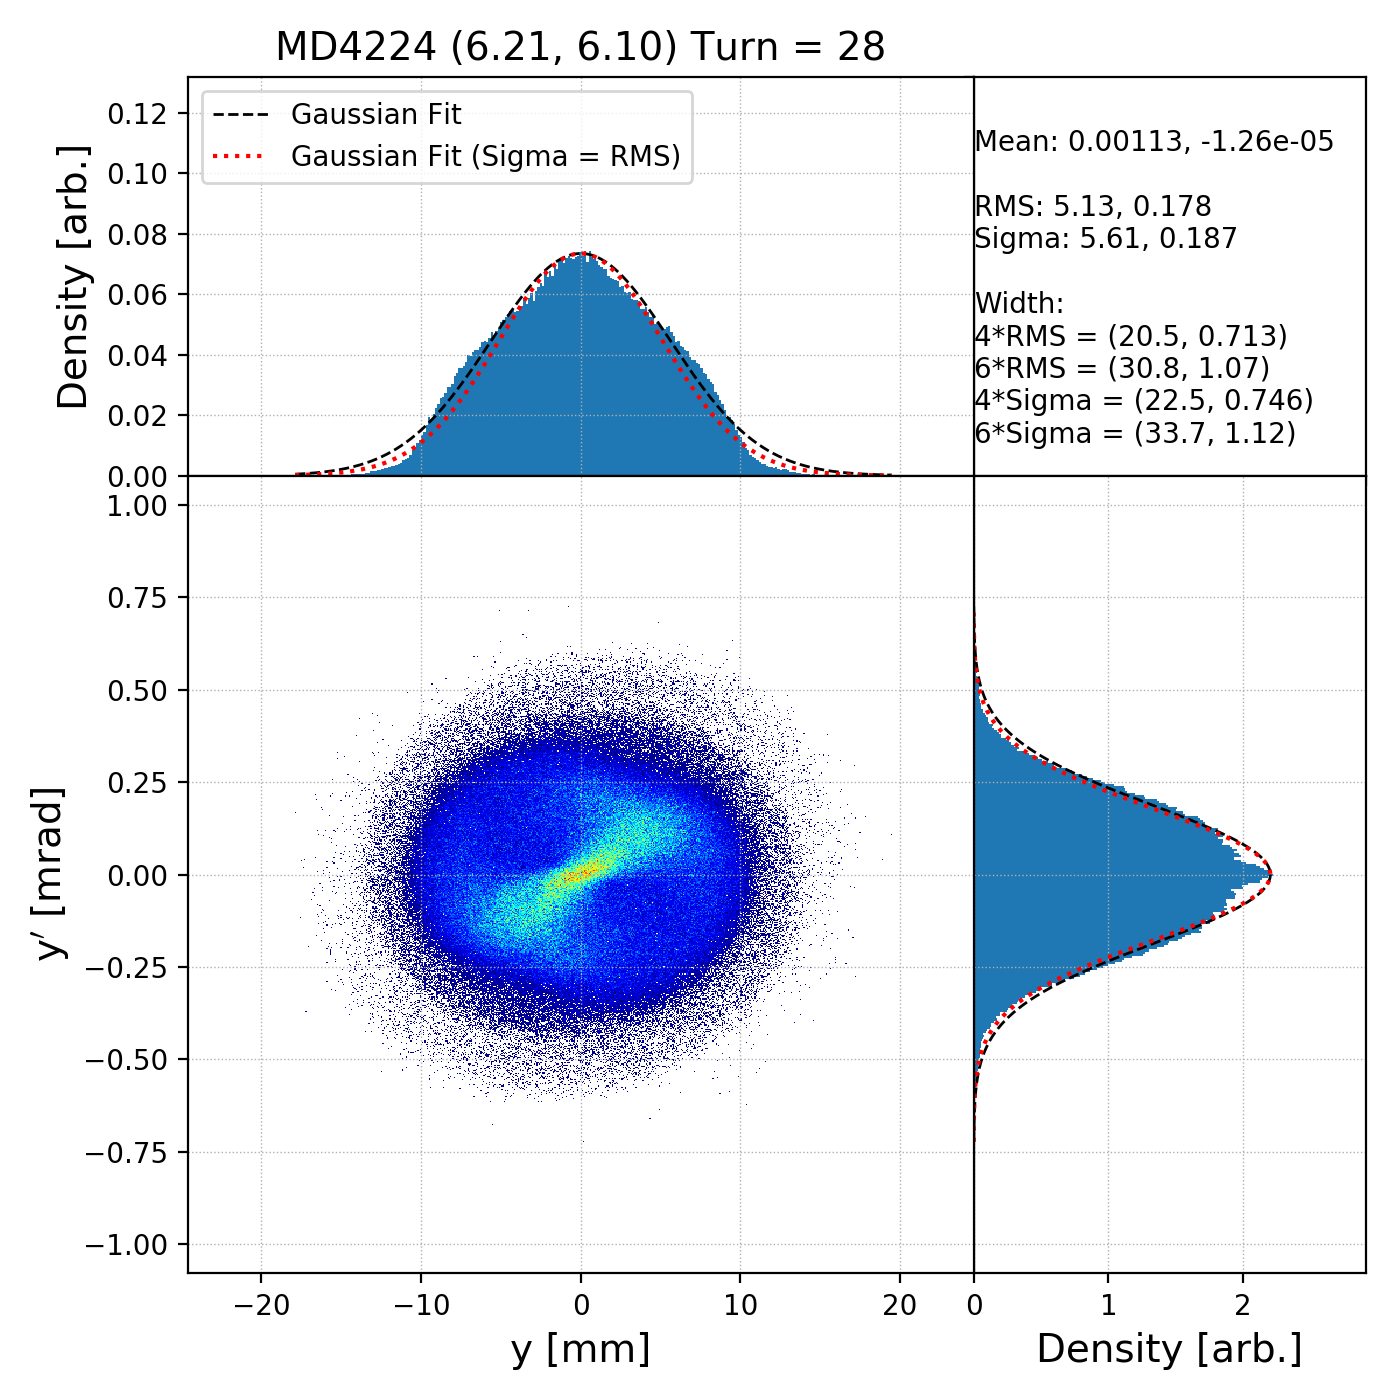 MD4224 (6.21, 6.10) Turn = 28
Gaussian Fit
Gaussian Fit (Sigma = RMS)
Density [arb.]
0.12
0.10
0.08
0.06
0.04
0.02
0.00
Mean: 0.00113, -1.26e-05
RMS: 5.13, 0.178
Sigma: 5.61, 0.187
Width:
4*RMS = (20.5, 0.713)
6*RMS = (30.8, 1.07)
4*Sigma = (22.5, 0.746)
6*Sigma = (33.7, 1.12)
y’ [mrad]
1.00
0.75
0.50
0.25
0.00
−0.25
−0.50
−0.75
−1.00
−20 −10 0 10 20
y [mm]
0 1 2
Density [arb.]